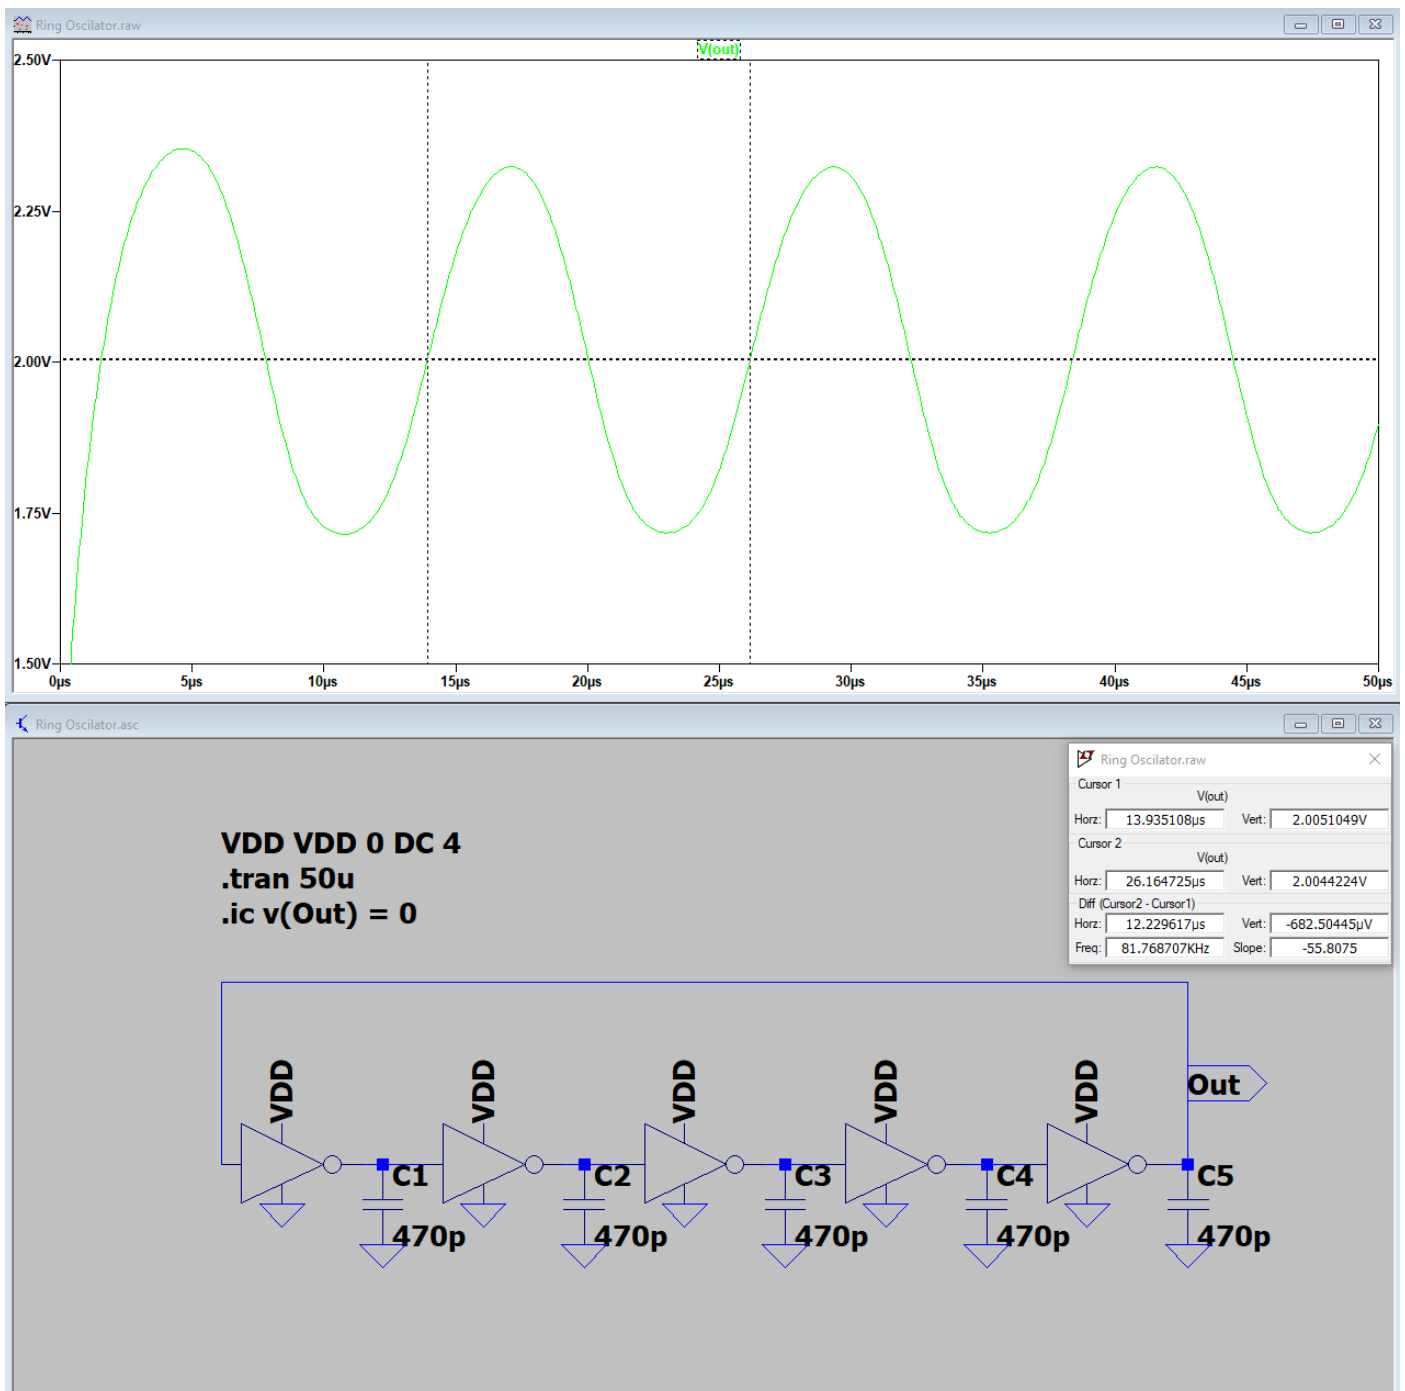 Ring Oscilator.raw
V(out)
2.50V
2.25V
2.00V
1.75V
1.50V
0µs 5µs 10µs 15µs 20µs 25µs 30µs 35µs 40µs 45µs 50µs
Ring Oscilator.asc
Ring Oscilator.raw
Cursor 1
V(out)
Horz: 13.935108µs Vert: 2.0051049V
Cursor 2
V(out)
Horz: 26.164725µs Vert: 2.0044224V
Diff (Cursor2 - Cursor1)
Horz: 12.229617µs Vert: -682.50445µV
Freq: 81.768707KHz Slope: -55.8075
VDD VDD 0 DC 4
.tran 50u
.ic v(Out) = 0
VDD VDD VDD VDD VDD
Out
C1 C2 C3 C4 C5
470p 470p 470p 470p 470p